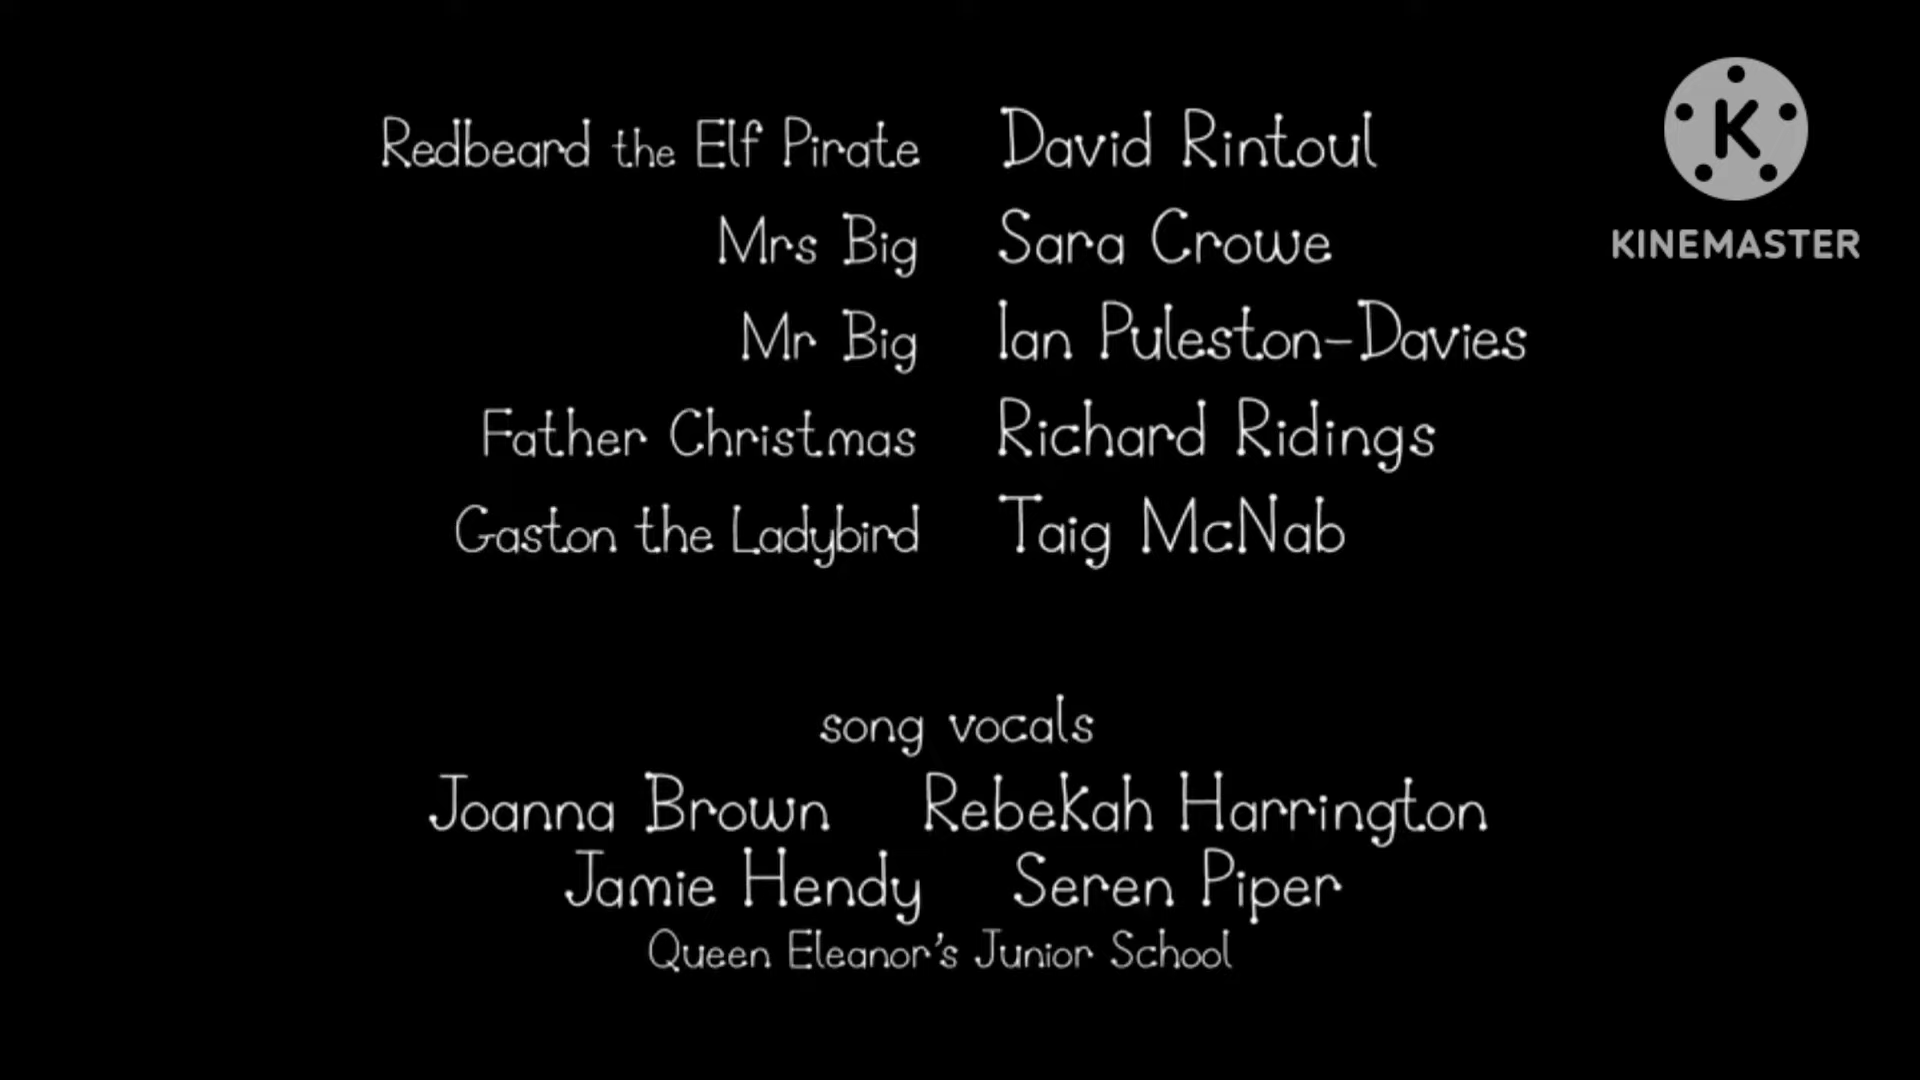 Redbeard the Elf Pirate David Rintoul
Mrs Big Sara Crowe
Mr Big Ian Puleston-Davies
Father Christmas Richard Ridings
Gaston the Ladybird Taig McNab
song vocals
Joanna Brown Rebekah Harrington
Jamie Hendy Seren Piper
Queen Eleanor's Junior School
K
KINEMASTER